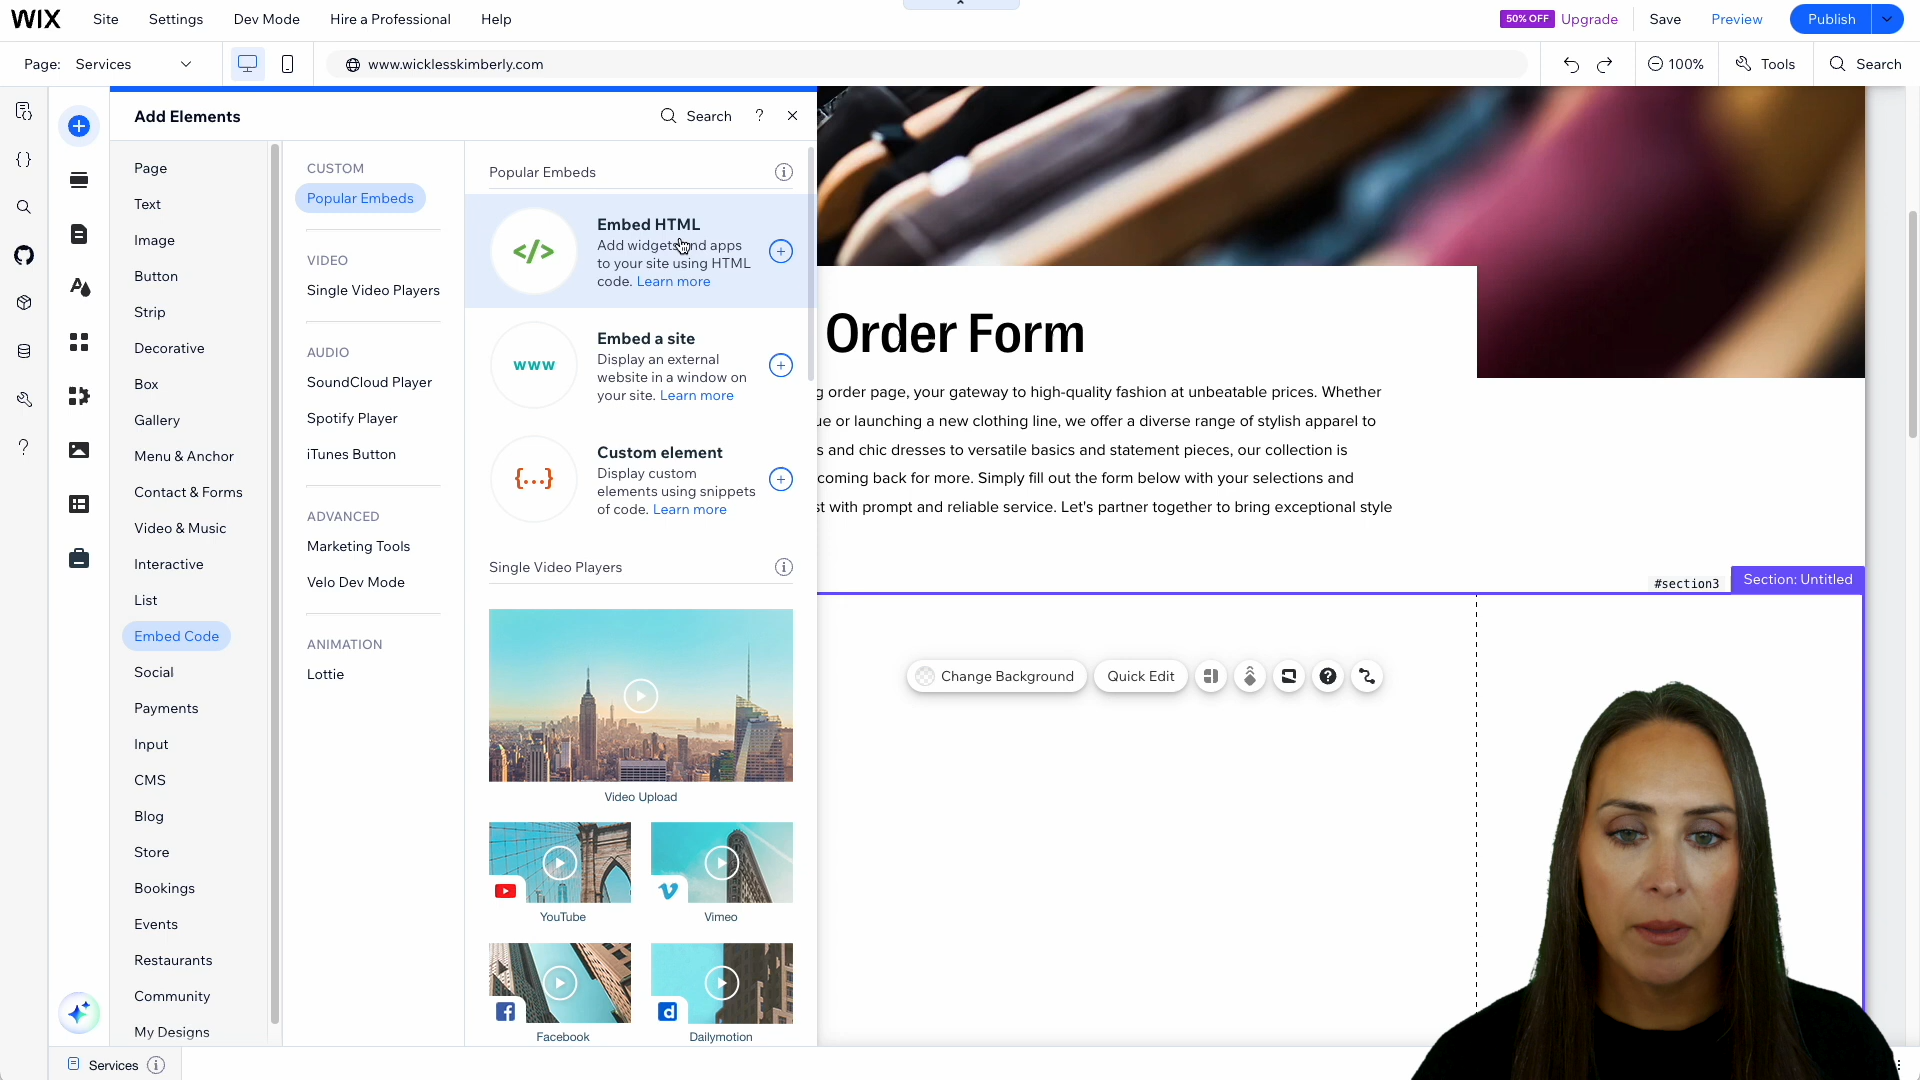 WIX
Site
Settings
Dev Mode
Hire a Professional
Help
50% OFF
Upgrade
Save
Preview
Publish
Page:
Services
www.wicklesskimberly.com
100%
Tools
Search
Add Elements
Search
?
Page
Text
Image
Button
Strip
Decorative
Box
Gallery
Menu & Anchor
Contact & Forms
Video & Music
Interactive
List
Embed Code
Social
Payments
Input
CMS
Blog
Store
Bookings
Events
Restaurants
Community
My Designs
CUSTOM
Popular Embeds
VIDEO
Single Video Players
AUDIO
SoundCloud Player
Spotify Player
iTunes Button
ADVANCED
Marketing Tools
Velo Dev Mode
ANIMATION
Lottie
Popular Embeds
</>
Embed HTML
Add widgets and apps
to your site using HTML
code. Learn more
www
Embed a site
Display an external
website in a window on
your site. Learn more
{...}
Custom element
Display custom
elements using snippets
of code. Learn more
Single Video Players
Video Upload
YouTube
Vimeo
Facebook
Dailymotion
Order Form
g order page, your gateway to high-quality fashion at unbeatable prices. Whether
ue or launching a new clothing line, we offer a diverse range of stylish apparel to
s and chic dresses to versatile basics and statement pieces, our collection is
coming back for more. Simply fill out the form below with your selections and
st with prompt and reliable service. Let's partner together to bring exceptional style
#section3
Section: Untitled
Change Background
Quick Edit
Services